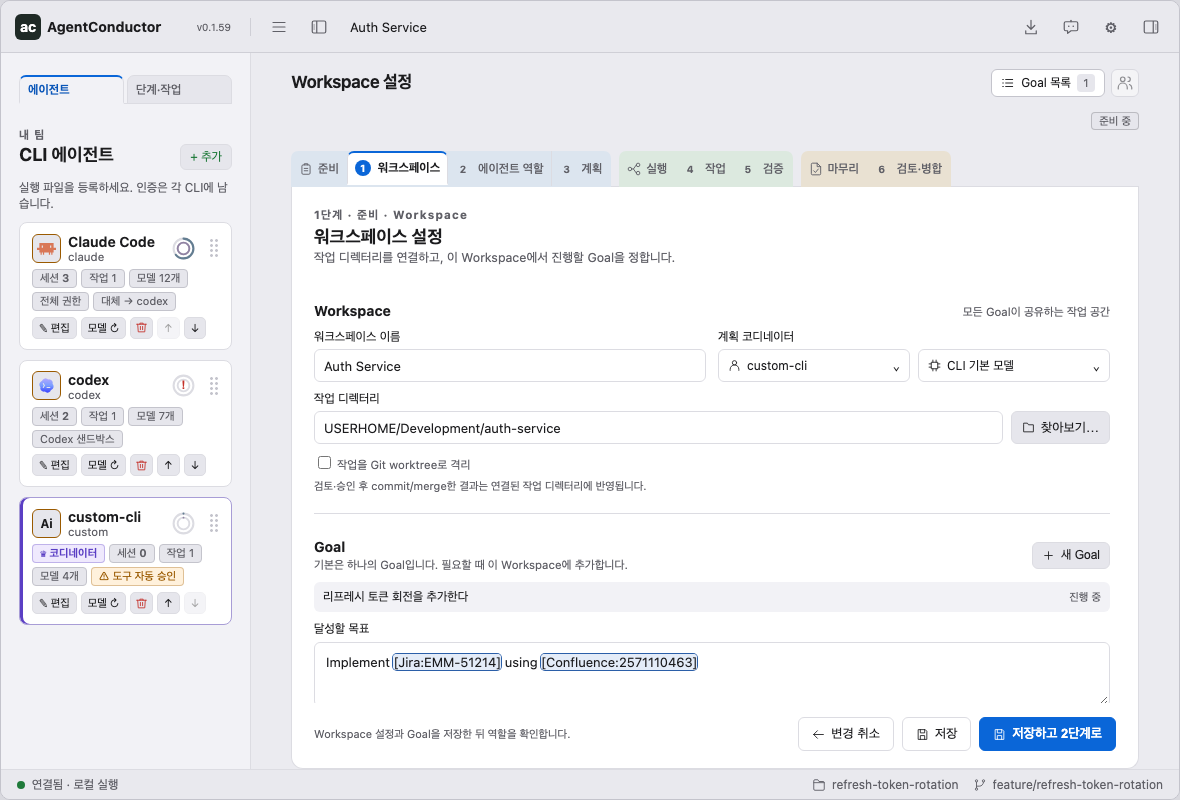 ac AgentConductor v0.1.59 Auth Service
에이전트 단계·작업
내 팀
CLI 에이전트 + 추가
실행 파일을 등록하세요. 인증은 각 CLI에 남
습니다.
Claude Code
claude
세션 3 작업 1 모델 12개
전체 권한 대체 → codex
✎ 편집 모델 ↻ ↑ ↓
codex
codex
세션 2 작업 1 모델 7개
Codex 샌드박스
✎ 편집 모델 ↻ ↑ ↓
Ai custom-cli
custom
♛ 코디네이터 세션 0 작업 1
모델 4개 ⚠ 도구 자동 승인
✎ 편집 모델 ↻ ↑ ↓
Workspace 설정 Goal 목록 1
준비 중
준비 1 워크스페이스 2 에이전트 역할 3 계획 실행 4 작업 5 검증 마무리 6 검토·병합
1단계 · 준비 · Workspace
워크스페이스 설정
작업 디렉터리를 연결하고, 이 Workspace에서 진행할 Goal을 정합니다.
Workspace 모든 Goal이 공유하는 작업 공간
워크스페이스 이름 계획 코디네이터
Auth Service custom-cli CLI 기본 모델
작업 디렉터리
USERHOME/Development/auth-service 찾아보기...
작업을 Git worktree로 격리
검토·승인 후 commit/merge한 결과는 연결된 작업 디렉터리에 반영됩니다.
Goal
기본은 하나의 Goal입니다. 필요할 때 이 Workspace에 추가합니다. + 새 Goal
리프레시 토큰 회전을 추가한다 진행 중
달성할 목표
Implement [Jira:EMM-51214] using [Confluence:2571110463]
Workspace 설정과 Goal을 저장한 뒤 역할을 확인합니다. ← 변경 취소 저장 저장하고 2단계로
연결됨 · 로컬 실행 refresh-token-rotation feature/refresh-token-rotation